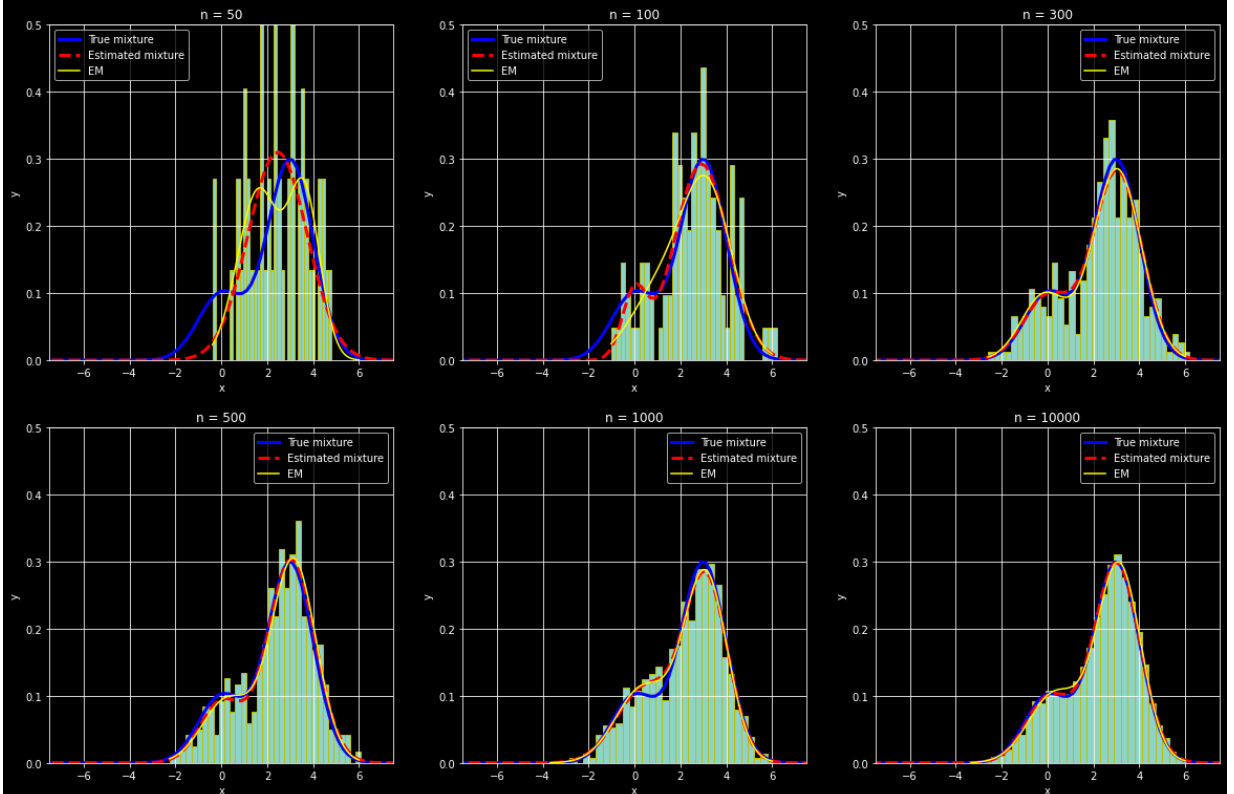 n = 50
0.5
0.4
0.3
0.2
0.1
0.0
y
True mixture
Estimated mixture
EM
−6 −4 −2 0 2 4 6
x
n = 100
0.5
0.4
0.3
0.2
0.1
0.0
y
True mixture
Estimated mixture
EM
−6 −4 −2 0 2 4 6
x
n = 300
0.5
0.4
0.3
0.2
0.1
0.0
y
True mixture
Estimated mixture
EM
−6 −4 −2 0 2 4 6
x
n = 500
0.5
0.4
0.3
0.2
0.1
0.0
y
True mixture
Estimated mixture
EM
−6 −4 −2 0 2 4 6
x
n = 1000
0.5
0.4
0.3
0.2
0.1
0.0
y
True mixture
Estimated mixture
EM
−6 −4 −2 0 2 4 6
x
n = 10000
0.5
0.4
0.3
0.2
0.1
0.0
y
True mixture
Estimated mixture
EM
−6 −4 −2 0 2 4 6
x